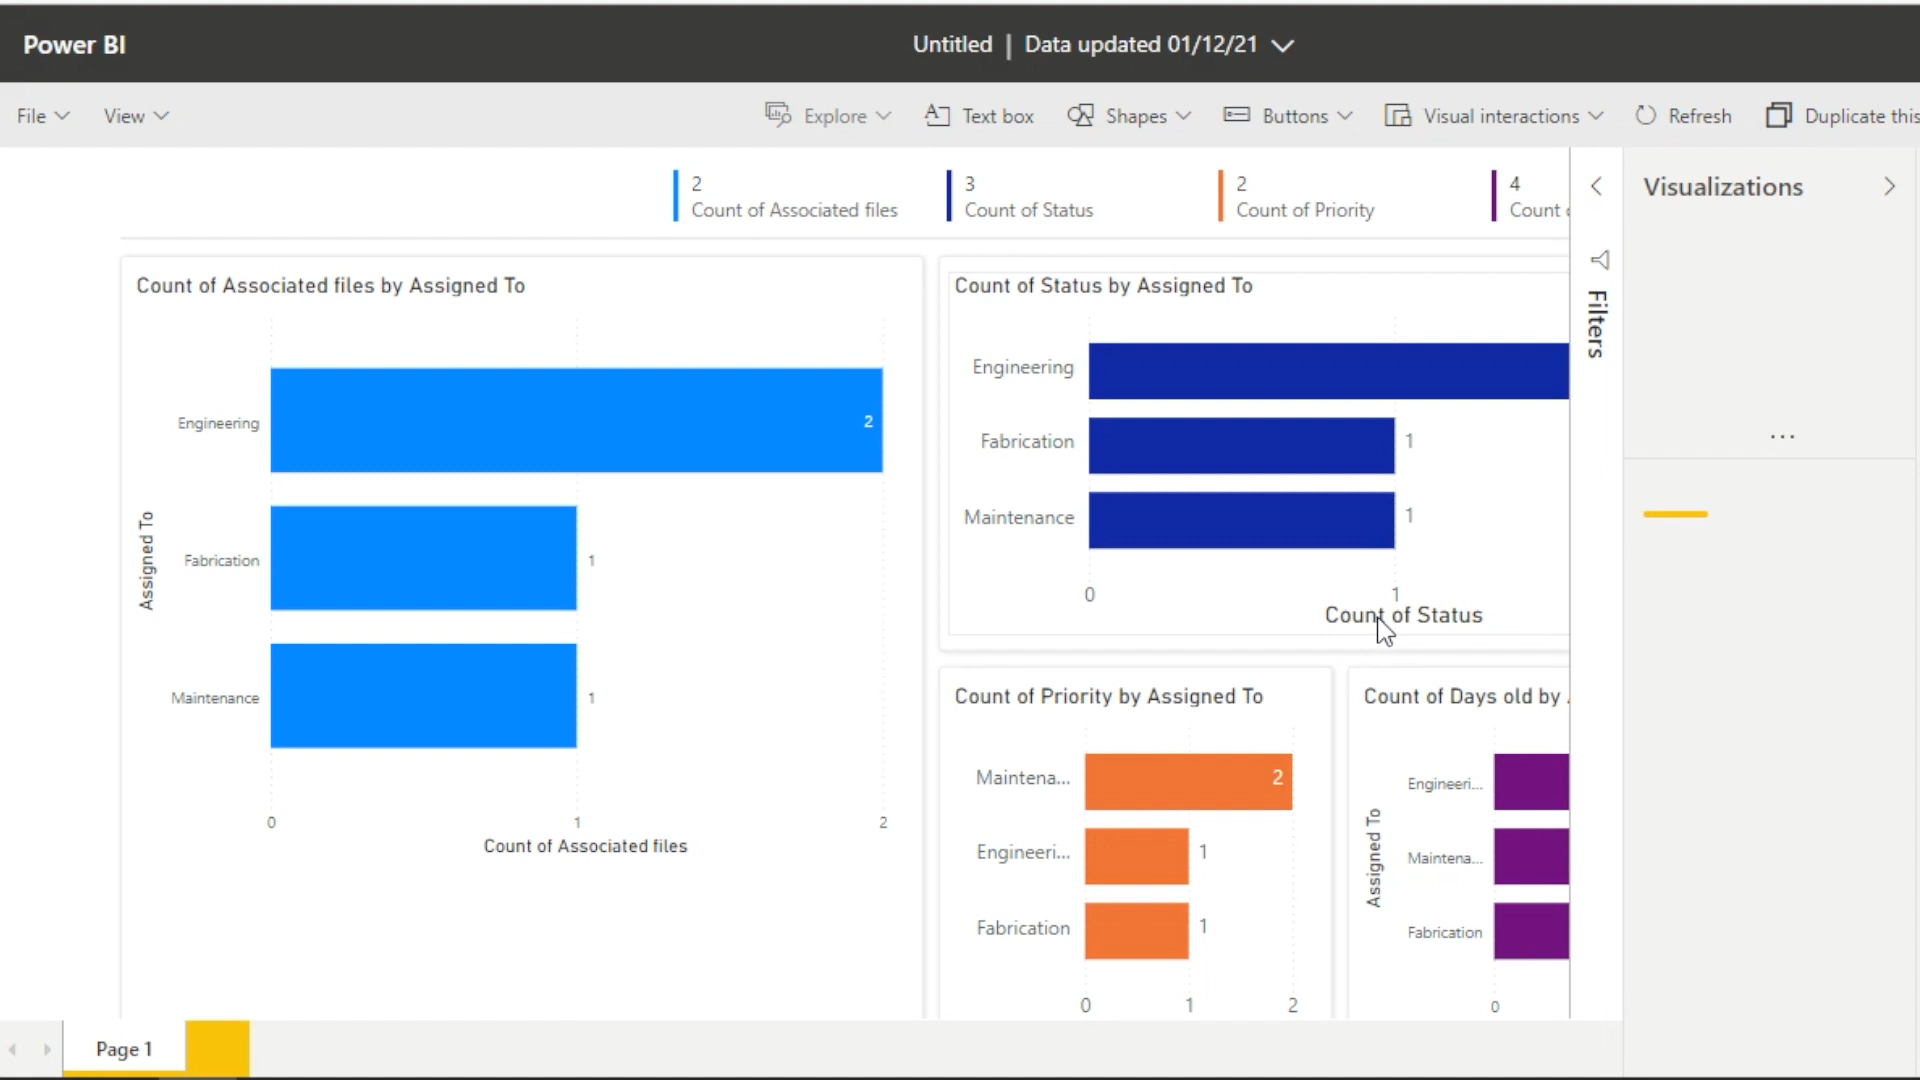 Power BI
Untitled | Data updated 01/12/21
File
View
Explore
Text box
Shapes
Buttons
Visual interactions
Refresh
Duplicate this
2
Count of Associated files
3
Count of Status
2
Count of Priority
4
Count
Visualizations
Filters
...
Count of Associated files by Assigned To
Assigned To
Engineering
2
Fabrication
1
Maintenance
1
0 1 2
Count of Associated files
Count of Status by Assigned To
Engineering
Fabrication
1
Maintenance
1
0 1
Count of Status
Count of Priority by Assigned To
Maintena...
2
Engineeri...
1
Fabrication
1
0 1 2
Count of Days old by
Assigned To
Engineeri...
Maintena...
Fabrication
0
Page 1